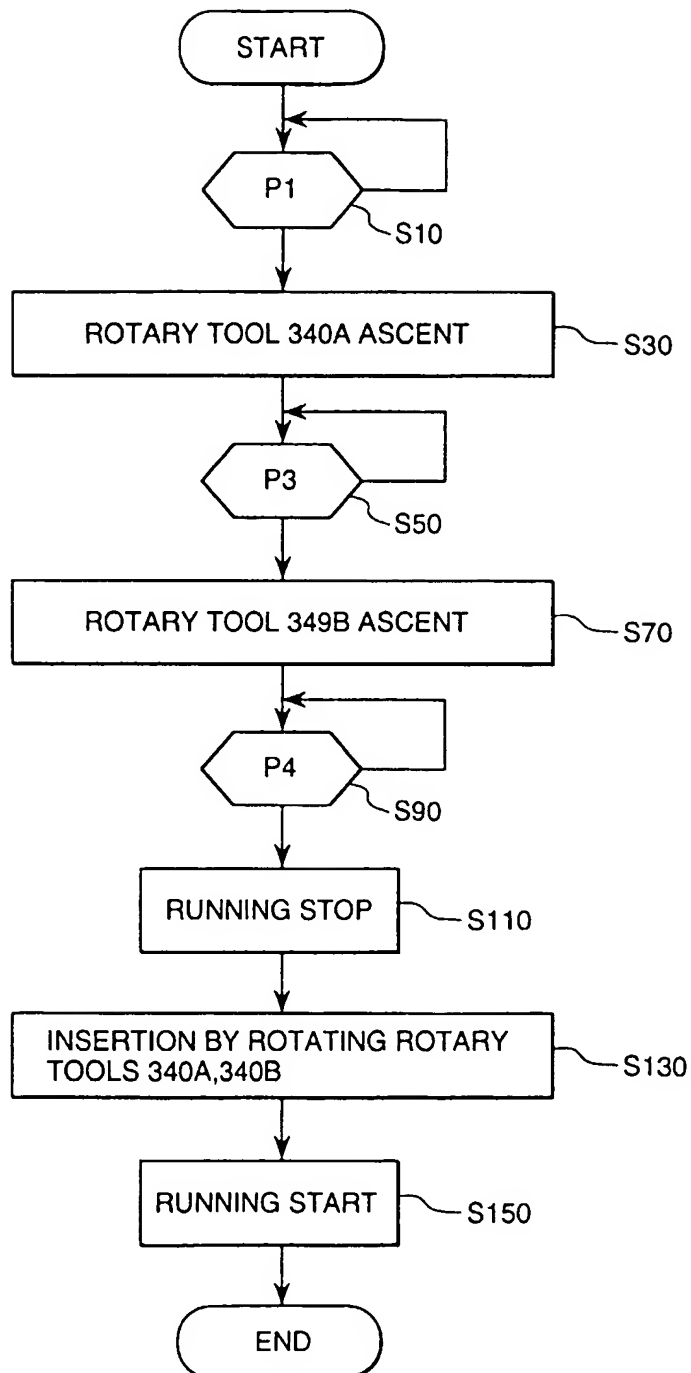 START
P1
S10
ROTARY TOOL 340A ASCENT
S30
P3
S50
ROTARY TOOL 349B ASCENT
S70
P4
S90
RUNNING STOP
S110
INSERTION BY ROTATING ROTARY
TOOLS 340A,340B
S130
RUNNING START
S150
END